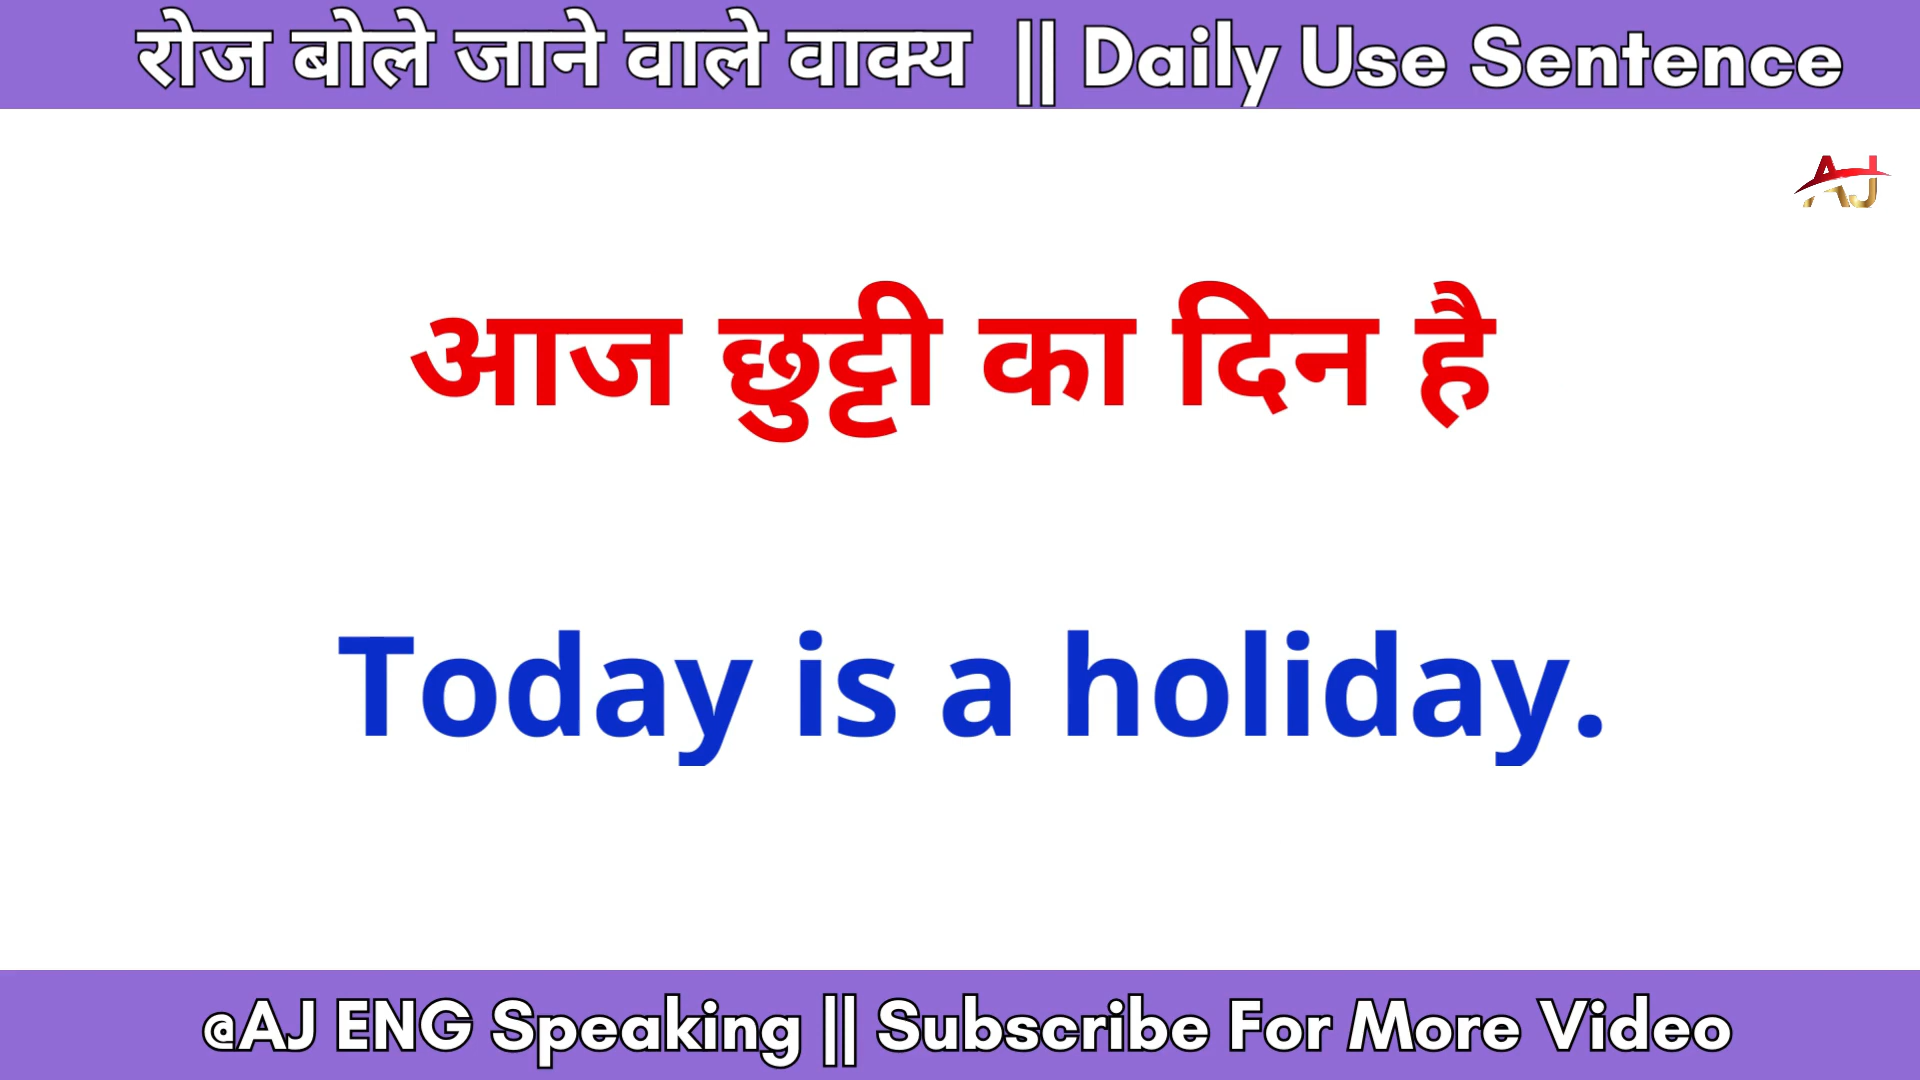 रोज बोले जाने वाले वाक्य || Daily Use Sentence
AJ
आज छुट्टी का दिन है
Today is a holiday.
@AJ ENG Speaking || Subscribe For More Video